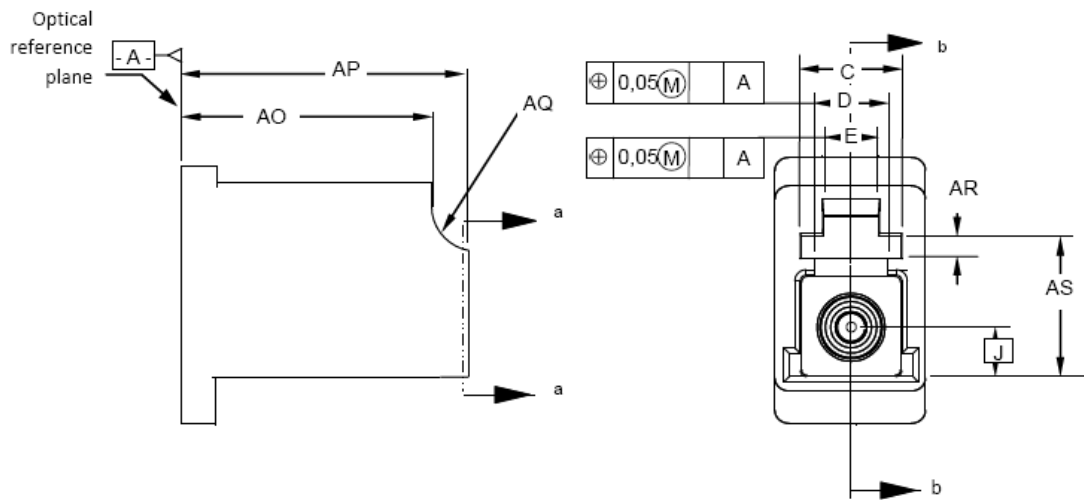 Optical
reference
plane
- A -
AP
AO
AQ
a
a
b
C
⊕ 0,05 Ⓜ A
D
⊕ 0,05 Ⓜ A
E
AR
AS
J
b